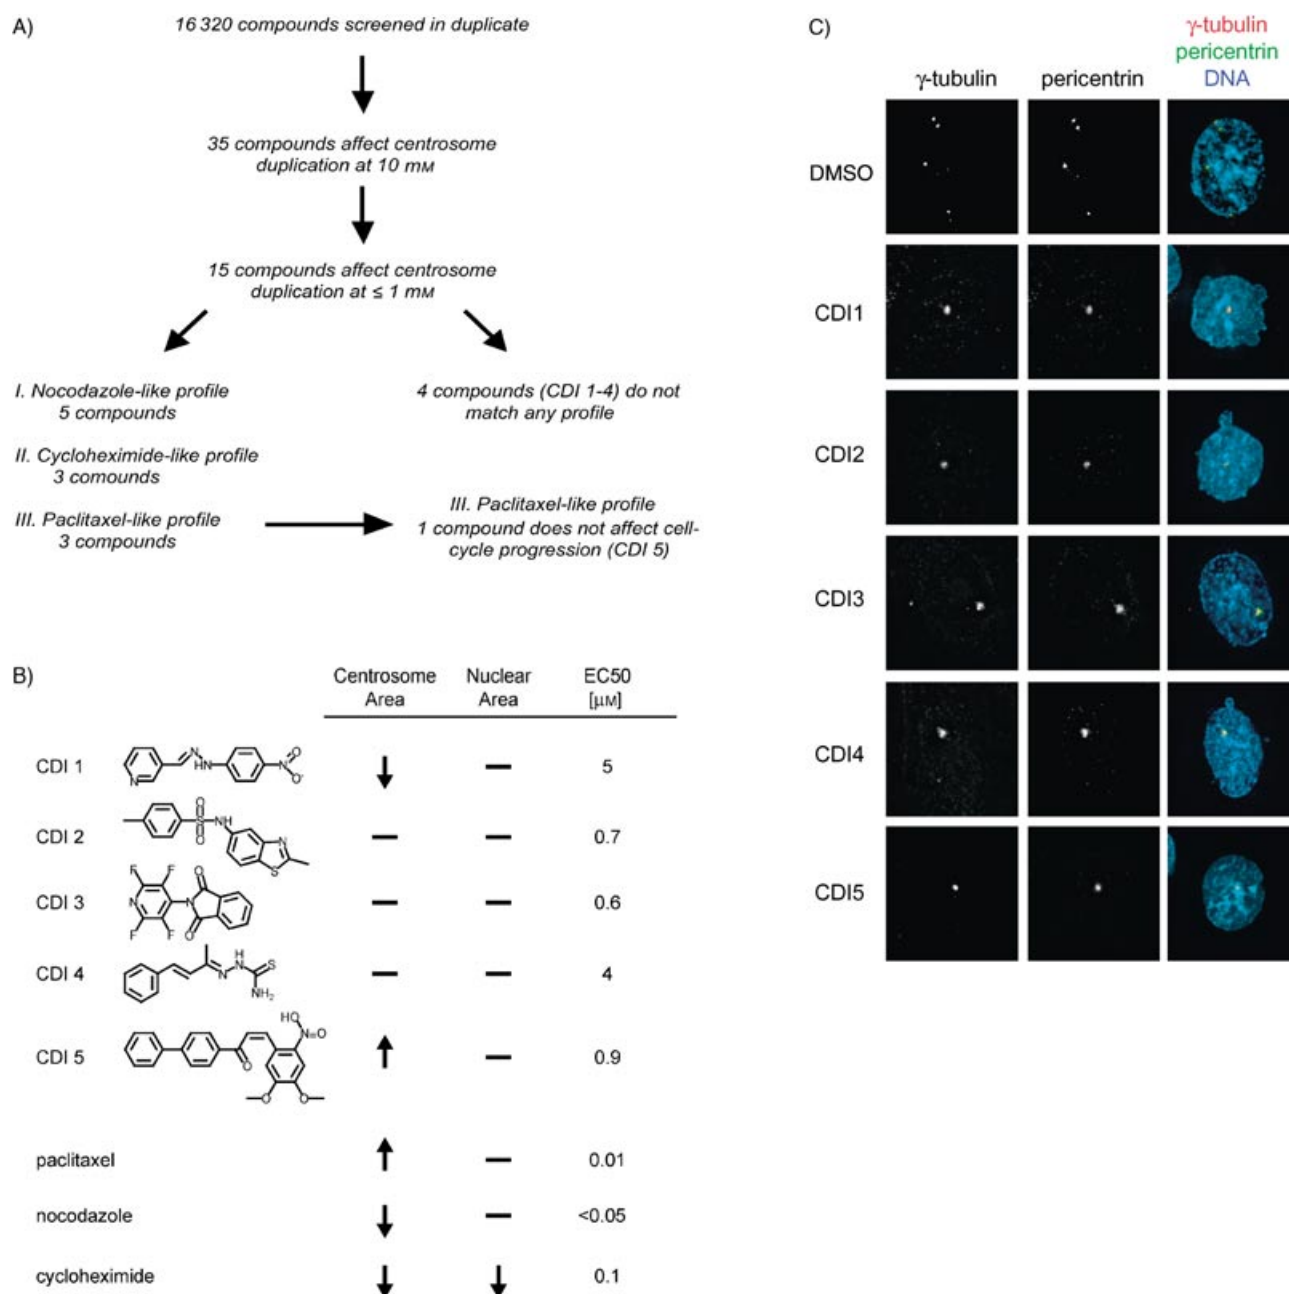 A)
16 320 compounds screened in duplicate
35 compounds affect centrosome
duplication at 10 mM
15 compounds affect centrosome
duplication at ≤ 1 mM
I. Nocodazole-like profile
5 compounds
II. Cycloheximide-like profile
3 comounds
III. Paclitaxel-like profile
3 compounds
4 compounds (CDI 1-4) do not
match any profile
III. Paclitaxel-like profile
1 compound does not affect cell-
cycle progression (CDI 5)
B)
Centrosome Area
Nuclear Area
EC50 [µM]
CDI 1
N
HN
N
N
O
O-
5
CDI 2
O
S
O
NH
N
S
0.7
CDI 3
F
F
N
F
F
N
O
O
0.6
CDI 4
N
H
N
S
NH2
4
CDI 5
O
HO
N=O
O
O
0.9
paclitaxel
0.01
nocodazole
<0.05
cycloheximide
0.1
C)
γ-tubulin
pericentrin
γ-tubulin
pericentrin
DNA
DMSO
CDI1
CDI2
CDI3
CDI4
CDI5